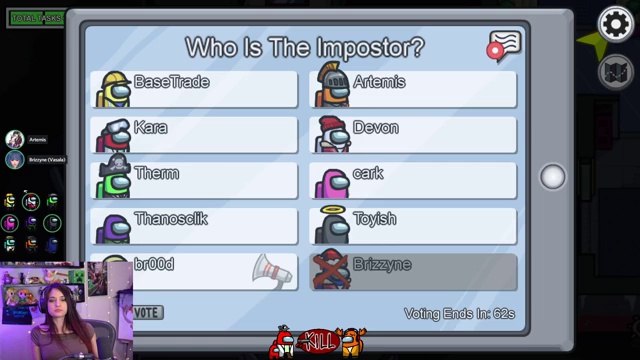 TOTAL TASKS
Who Is The Impostor?
BaseTrade
Artemis
Kara
Devon
Therm
cark
Thanosclik
Toyish
br00d
Brizzyne
VOTE
Voting Ends In: 62s
Artemis
Brizzyne (Vasala)
KILL